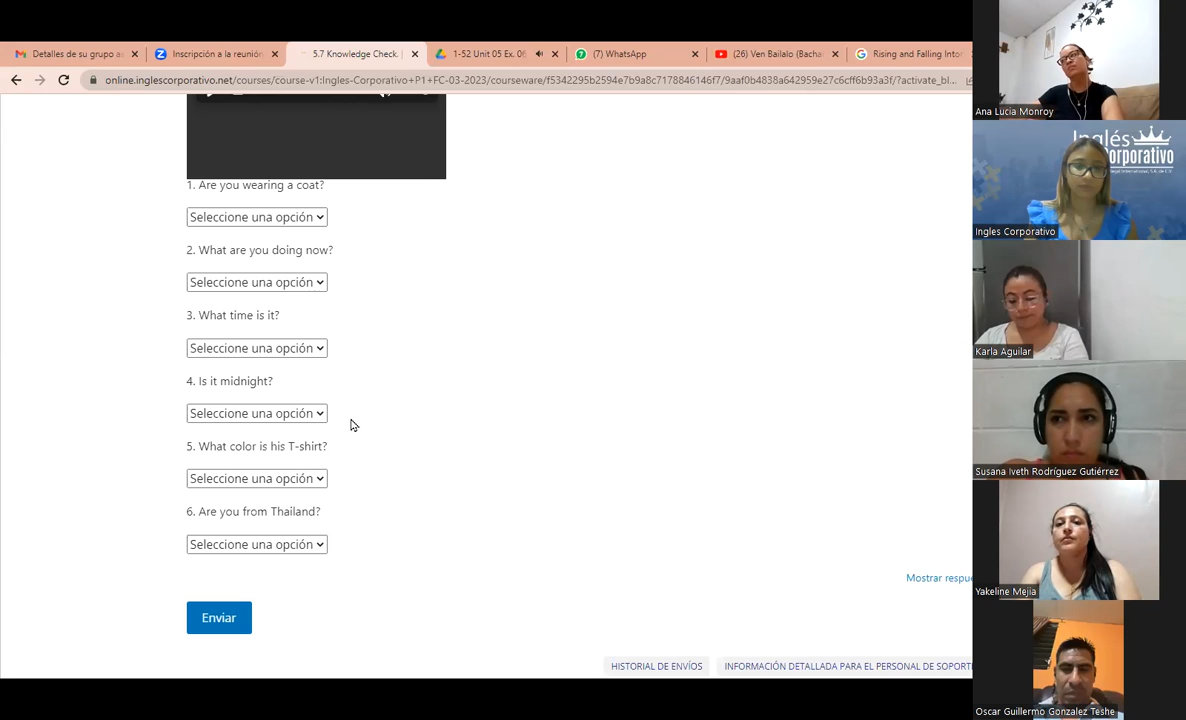 Detalles de su grupo as
Inscripción a la reunión
5.7 Knowledge Check. |
1-52 Unit 05 Ex. 06
(7) WhatsApp
(26) Ven Bailalo (Bacha
Rising and Falling Inton
online.inglescorporativo.net/courses/course-v1:Ingles-Corporativo+P1+FC-03-2023/courseware/f5342295b2594e7b9a8c7178846146f7/9aaf0b4838a642959e27c6cff6b93a3f/?activate_bl...
1. Are you wearing a coat?
Seleccione una opción
2. What are you doing now?
Seleccione una opción
3. What time is it?
Seleccione una opción
4. Is it midnight?
Seleccione una opción
5. What color is his T-shirt?
Seleccione una opción
6. Are you from Thailand?
Seleccione una opción
Mostrar respue
Enviar
HISTORIAL DE ENVÍOS
INFORMACIÓN DETALLADA PARA EL PERSONAL DE SOPORT
Ana Lucia Monroy
Inglés
Corporativo
Ingles Corporativo
Karla Aguilar
Susana Iveth Rodríguez Gutiérrez
Yakeline Mejia
Oscar Guillermo Gonzalez Teshe